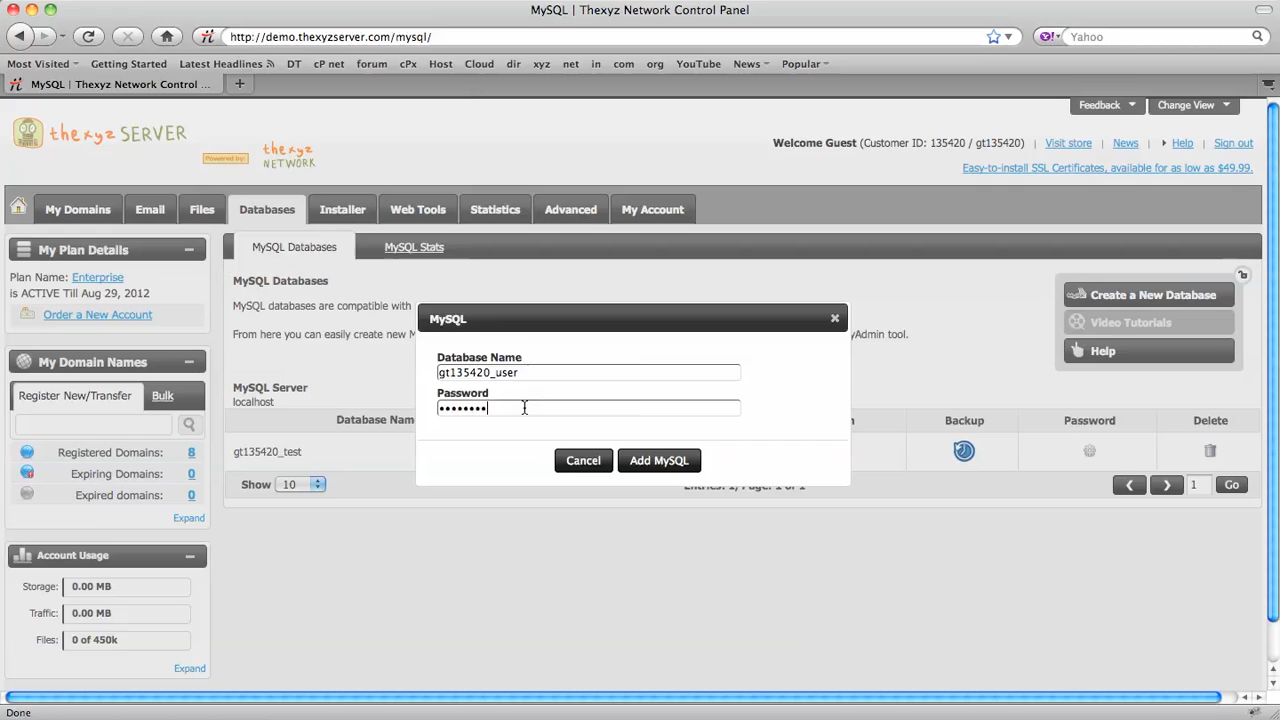 MySQL | Thexyz Network Control Panel
http://demo.thexyzserver.com/mysql/
Yahoo
Most Visited Getting Started Latest Headlines DT cP net forum cPx Host Cloud dir xyz net in com org YouTube News Popular
MySQL | Thexyz Network Control ...
Feedback Change View
thexyz SERVER
Powered by:
thexyz NETWORK
Welcome Guest (Customer ID: 135420 / gt135420) Visit store News Help Sign out
Easy-to-install SSL Certificates, available for as low as $49.99.
My Domains Email Files Databases Installer Web Tools Statistics Advanced My Account
My Plan Details
Plan Name: Enterprise
is ACTIVE Till Aug 29, 2012
Order a New Account
My Domain Names
Register New/Transfer Bulk
Registered Domains: 8
Expiring Domains: 0
Expired domains: 0
Expand
Account Usage
Storage: 0.00 MB
Traffic: 0.00 MB
Files: 0 of 450k
Expand
MySQL Databases MySQL Stats
MySQL Databases
MySQL databases are compatible with
From here you can easily create new M
yAdmin tool.
Create a New Database
Video Tutorials
Help
MySQL Server
localhost
Database Nam
Backup Password Delete
gt135420_test
Show 10
1 Go
MySQL
Database Name
gt135420_user
Password
••••••••
Cancel Add MySQL
Done